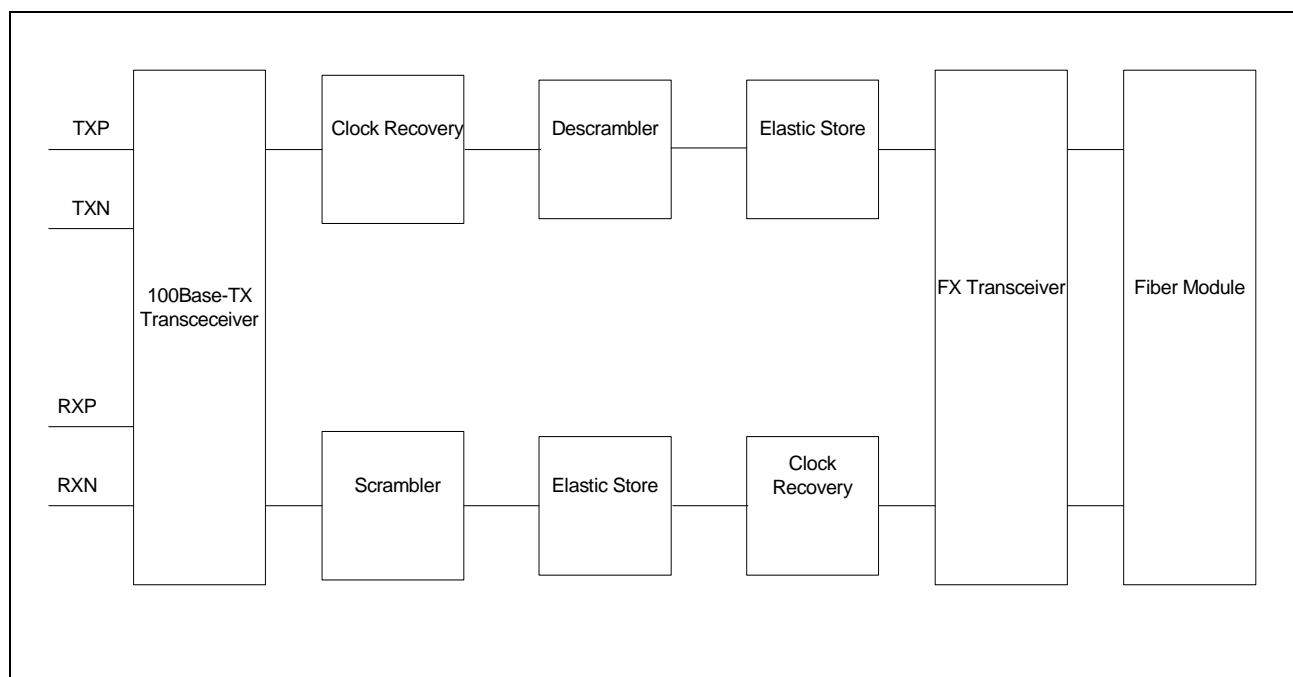 TXP
TXN
RXP
RXN
100Base-TX
Transceceiver
Clock Recovery
Descrambler
Elastic Store
Scrambler
Elastic Store
Clock
Recovery
FX Transceiver
Fiber Module